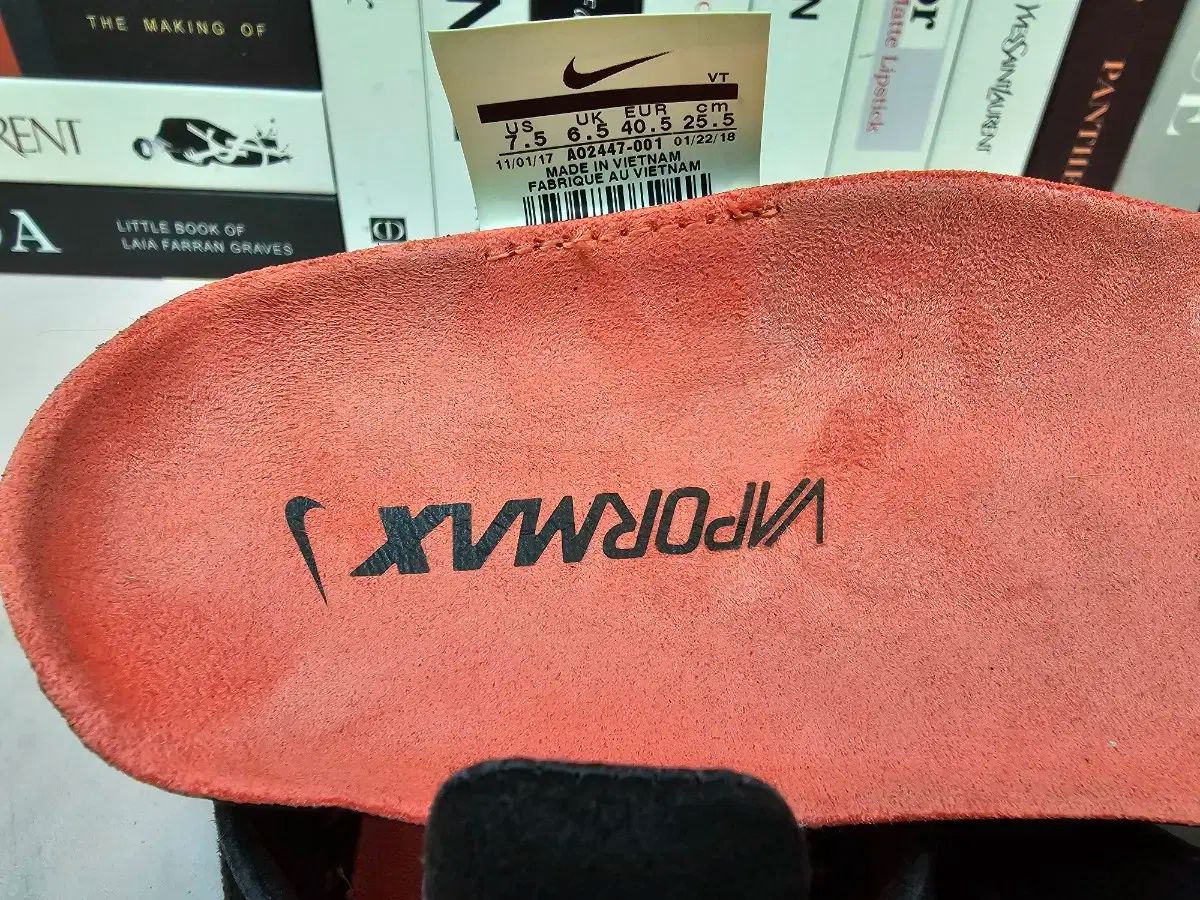 THE MAKING OF
RENT
LITTLE BOOK OF
LAIA FARRAN GRAVES
VT
US UK EUR cm
7.5 6.5 40.5 25.5
11/01/17 AO2447-001 01/22/18
MADE IN VIETNAM
FABRIQUE AU VIETNAM
Matte Lipstick
YVESSAINTLAURENT
PANTHE
VAPORMAX